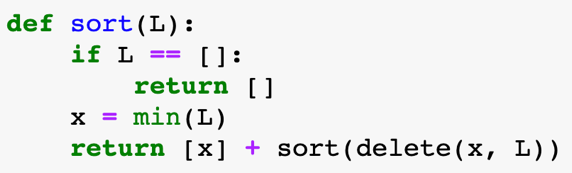 def sort(L):
    if L == []:
        return []
    x = min(L)
    return [x] + sort(delete(x, L))